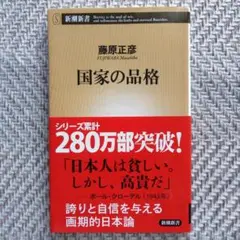 新潮新書
藤原正彦
FUJIWARA Masahiko
国家の品格
シリーズ累計
280万部突破!
「日本人は貧しい。
しかし、高貴だ」
ポール・クローデル(1943年)
誇りと自信を与える
画期的日本論
新潮新書